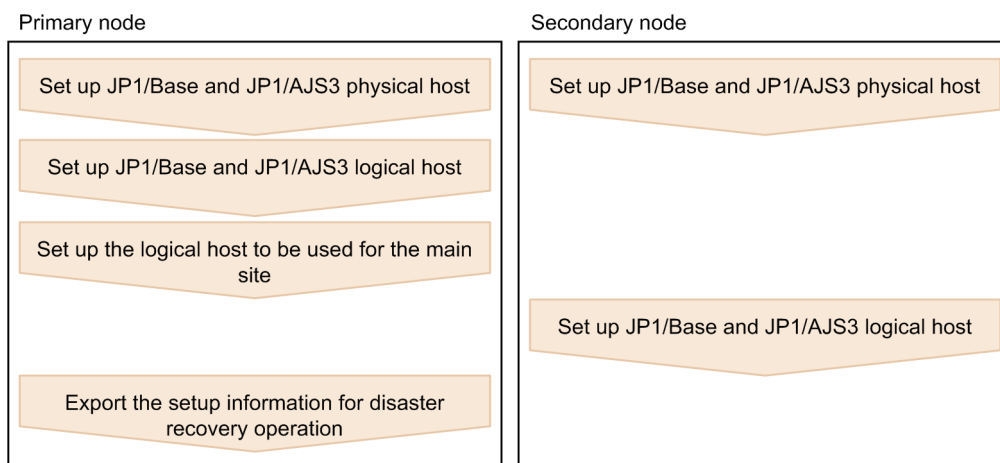 Primary node
Set up JP1/Base and JP1/AJS3 physical host
Set up JP1/Base and JP1/AJS3 logical host
Set up the logical host to be used for the main
site
Export the setup information for disaster
recovery operation
Secondary node
Set up JP1/Base and JP1/AJS3 physical host
Set up JP1/Base and JP1/AJS3 logical host